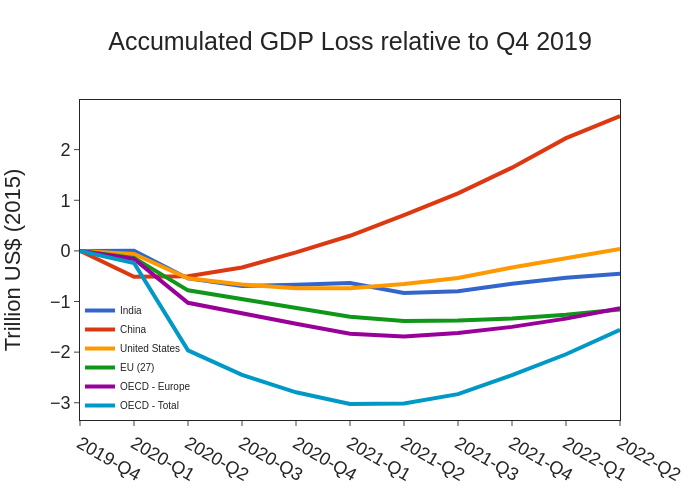 Accumulated GDP Loss relative to Q4 2019
Trillion US$ (2015)
2
1
0
−1
−2
−3
India
China
United States
EU (27)
OECD - Europe
OECD - Total
2019-Q4
2020-Q1
2020-Q2
2020-Q3
2020-Q4
2021-Q1
2021-Q2
2021-Q3
2021-Q4
2022-Q1
2022-Q2